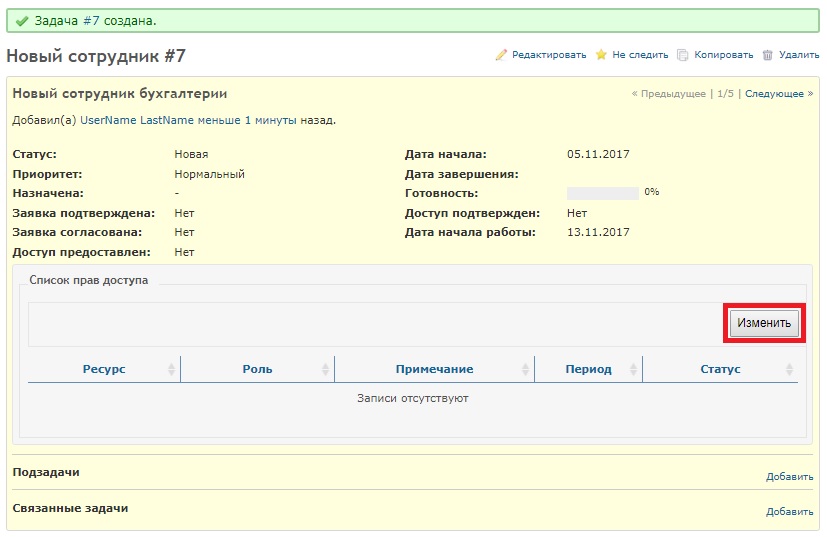 Задача #7 создана.
Новый сотрудник #7
Редактировать Не следить Копировать Удалить
Новый сотрудник бухгалтерии
« Предыдущее | 1/5 | Следующее »
Добавил(а) UserName LastName меньше 1 минуты назад.
Статус: Новая Дата начала: 05.11.2017
Приоритет: Нормальный Дата завершения:
Назначена: - Готовность: 0%
Заявка подтверждена: Нет Доступ подтвержден: Нет
Заявка согласована: Нет Дата начала работы: 13.11.2017
Доступ предоставлен: Нет
Список прав доступа
Изменить
Ресурс Роль Примечание Период Статус
Записи отсутствуют
Подзадачи Добавить
Связанные задачи Добавить